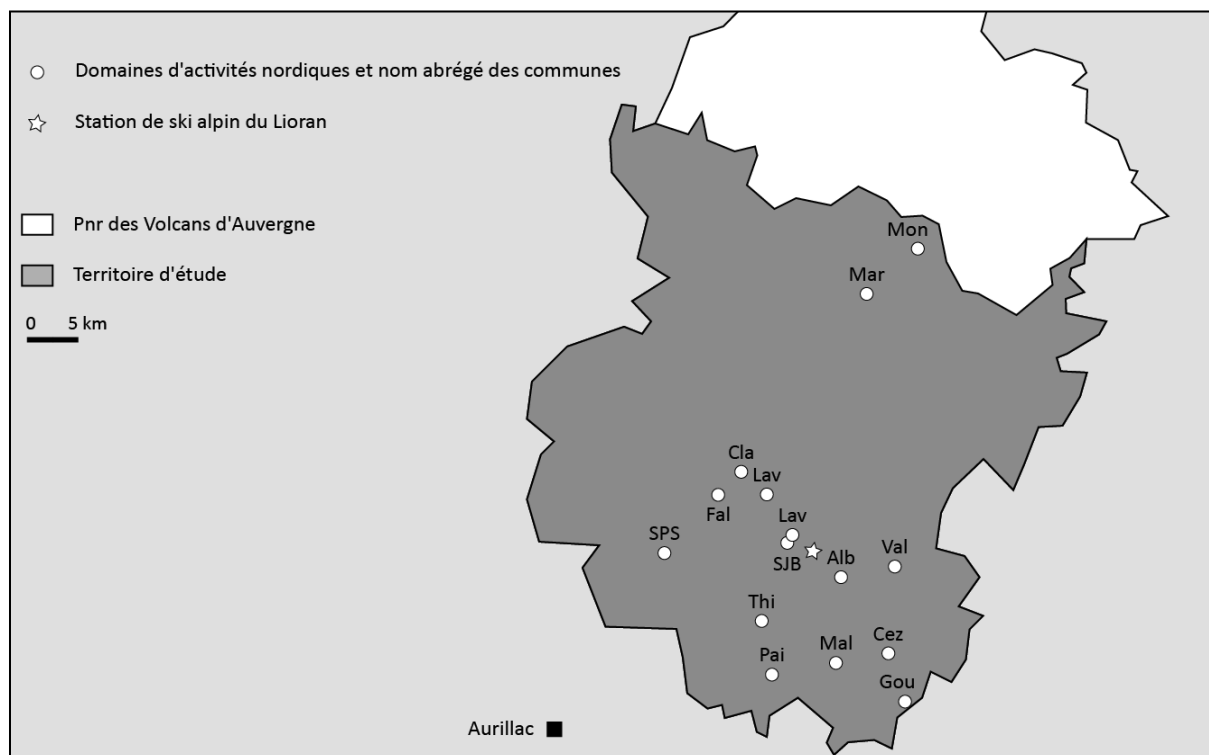 Domaines d'activités nordiques et nom abrégé des communes
Station de ski alpin du Lioran
Pnr des Volcans d'Auvergne
Territoire d'étude
0 5 km
Mon
Mar
Cla
Lav
Fal
Lav
SPS
SJB
Alb
Val
Thi
Pai
Mal
Cez
Gou
Aurillac